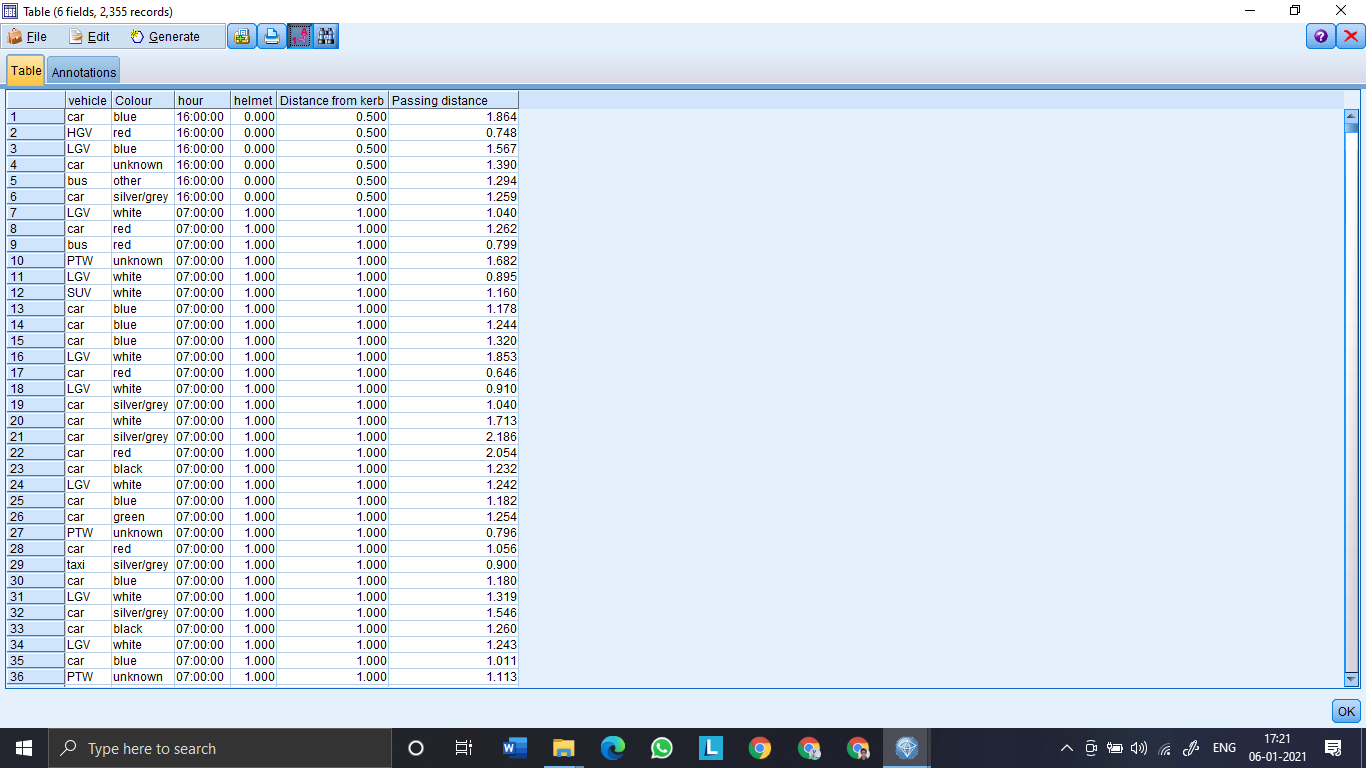 Table (6 fields, 2,355 records)
File Edit Generate
Table Annotations
vehicle Colour hour helmet Distance from kerb Passing distance
1 car blue 16:00:00 0.000 0.500 1.864
2 HGV red 16:00:00 0.000 0.500 0.748
3 LGV blue 16:00:00 0.000 0.500 1.567
4 car unknown 16:00:00 0.000 0.500 1.390
5 bus other 16:00:00 0.000 0.500 1.294
6 car silver/grey 16:00:00 0.000 0.500 1.259
7 LGV white 07:00:00 1.000 1.000 1.040
8 car red 07:00:00 1.000 1.000 1.262
9 bus red 07:00:00 1.000 1.000 0.799
10 PTW unknown 07:00:00 1.000 1.000 1.682
11 LGV white 07:00:00 1.000 1.000 0.895
12 SUV white 07:00:00 1.000 1.000 1.160
13 car blue 07:00:00 1.000 1.000 1.178
14 car blue 07:00:00 1.000 1.000 1.244
15 car blue 07:00:00 1.000 1.000 1.320
16 LGV white 07:00:00 1.000 1.000 1.853
17 car red 07:00:00 1.000 1.000 0.646
18 LGV white 07:00:00 1.000 1.000 0.910
19 car silver/grey 07:00:00 1.000 1.000 1.040
20 car white 07:00:00 1.000 1.000 1.713
21 car silver/grey 07:00:00 1.000 1.000 2.186
22 car red 07:00:00 1.000 1.000 2.054
23 car black 07:00:00 1.000 1.000 1.232
24 LGV white 07:00:00 1.000 1.000 1.242
25 car blue 07:00:00 1.000 1.000 1.182
26 car green 07:00:00 1.000 1.000 1.254
27 PTW unknown 07:00:00 1.000 1.000 0.796
28 car red 07:00:00 1.000 1.000 1.056
29 taxi silver/grey 07:00:00 1.000 1.000 0.900
30 car blue 07:00:00 1.000 1.000 1.180
31 LGV white 07:00:00 1.000 1.000 1.319
32 car silver/grey 07:00:00 1.000 1.000 1.546
33 car black 07:00:00 1.000 1.000 1.260
34 LGV white 07:00:00 1.000 1.000 1.243
35 car blue 07:00:00 1.000 1.000 1.011
36 PTW unknown 07:00:00 1.000 1.000 1.113
OK
Type here to search
ENG
17:21
06-01-2021